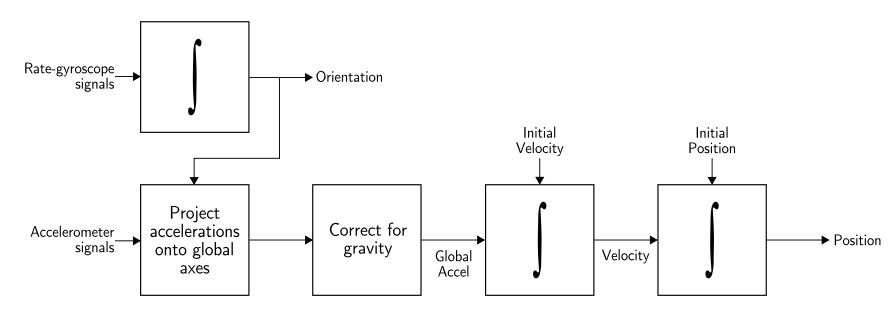 Rate-gyroscope
signals
∫
Orientation
Initial
Velocity
Initial
Position
Accelerometer
signals
Project
accelerations
onto global
axes
Correct for
gravity
Global
Accel
∫
Velocity
∫
Position